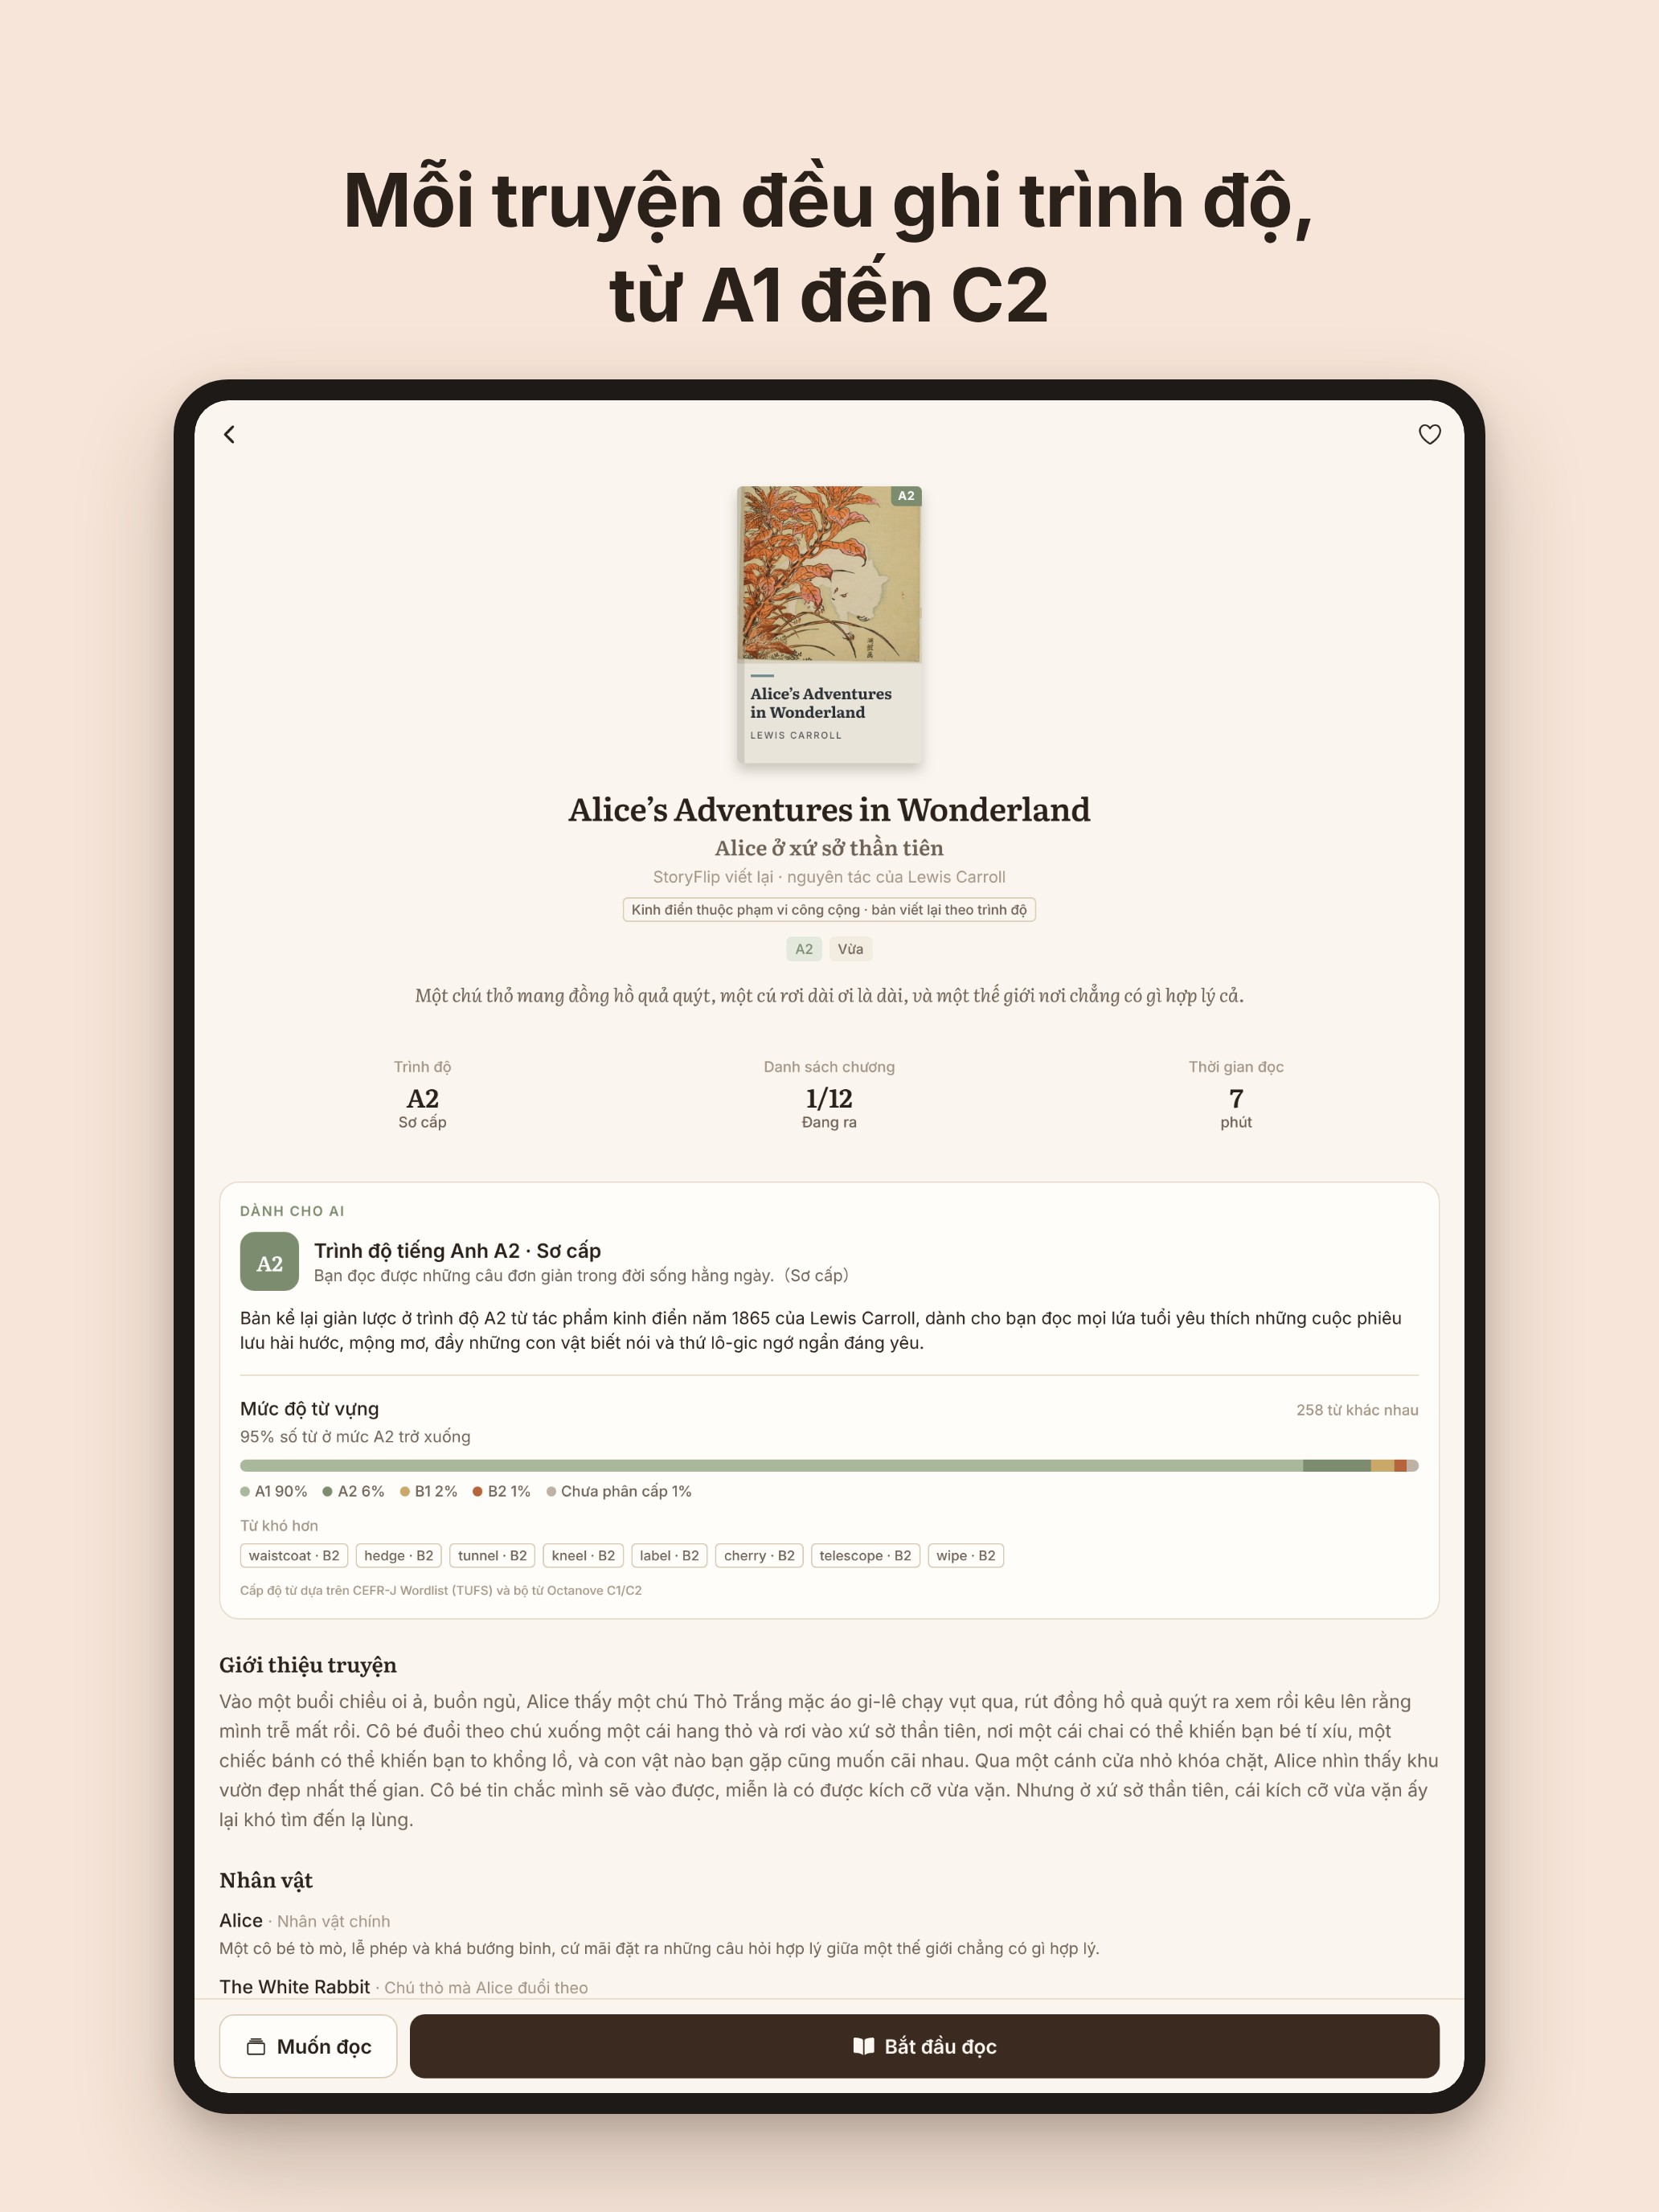 Mỗi truyện đều ghi trình độ,
từ A1 đến C2
A2
Alice’s Adventures
in Wonderland
LEWIS CARROLL
Alice’s Adventures in Wonderland
Alice ở xứ sở thần tiên
StoryFlip viết lại · nguyên tác của Lewis Carroll
Kinh điển thuộc phạm vi công cộng · bản viết lại theo trình độ
A2 Vừa
Một chú thỏ mang đồng hồ quả quýt, một cú rơi dài ơi là dài, và một thế giới nơi chẳng có gì hợp lý cả.
Trình độ Danh sách chương Thời gian đọc
A2 1/12 7
Sơ cấp Đang ra phút
DÀNH CHO AI
A2
Trình độ tiếng Anh A2 · Sơ cấp
Bạn đọc được những câu đơn giản trong đời sống hằng ngày.（Sơ cấp）
Bản kể lại giản lược ở trình độ A2 từ tác phẩm kinh điển năm 1865 của Lewis Carroll, dành cho bạn đọc mọi lứa tuổi yêu thích những cuộc phiêu
lưu hài hước, mộng mơ, đầy những con vật biết nói và thứ lô-gic ngớ ngẩn đáng yêu.
Mức độ từ vựng 258 từ khác nhau
95% số từ ở mức A2 trở xuống
A1 90% A2 6% B1 2% B2 1% Chưa phân cấp 1%
Từ khó hơn
waistcoat · B2 hedge · B2 tunnel · B2 kneel · B2 label · B2 cherry · B2 telescope · B2 wipe · B2
Cấp độ từ dựa trên CEFR-J Wordlist (TUFS) và bộ từ Octanove C1/C2
Giới thiệu truyện
Vào một buổi chiều oi ả, buồn ngủ, Alice thấy một chú Thỏ Trắng mặc áo gi-lê chạy vụt qua, rút đồng hồ quả quýt ra xem rồi kêu lên rằng
mình trễ mất rồi. Cô bé đuổi theo chú xuống một cái hang thỏ và rơi vào xứ sở thần tiên, nơi một cái chai có thể khiến bạn bé tí xíu, một
chiếc bánh có thể khiến bạn to khổng lồ, và con vật nào bạn gặp cũng muốn cãi nhau. Qua một cánh cửa nhỏ khóa chặt, Alice nhìn thấy khu
vườn đẹp nhất thế gian. Cô bé tin chắc mình sẽ vào được, miễn là có được kích cỡ vừa vặn. Nhưng ở xứ sở thần tiên, cái kích cỡ vừa vặn ấy
lại khó tìm đến lạ lùng.
Nhân vật
Alice · Nhân vật chính
Một cô bé tò mò, lễ phép và khá bướng bỉnh, cứ mãi đặt ra những câu hỏi hợp lý giữa một thế giới chẳng có gì hợp lý.
The White Rabbit · Chú thỏ mà Alice đuổi theo
Muốn đọc Bắt đầu đọc